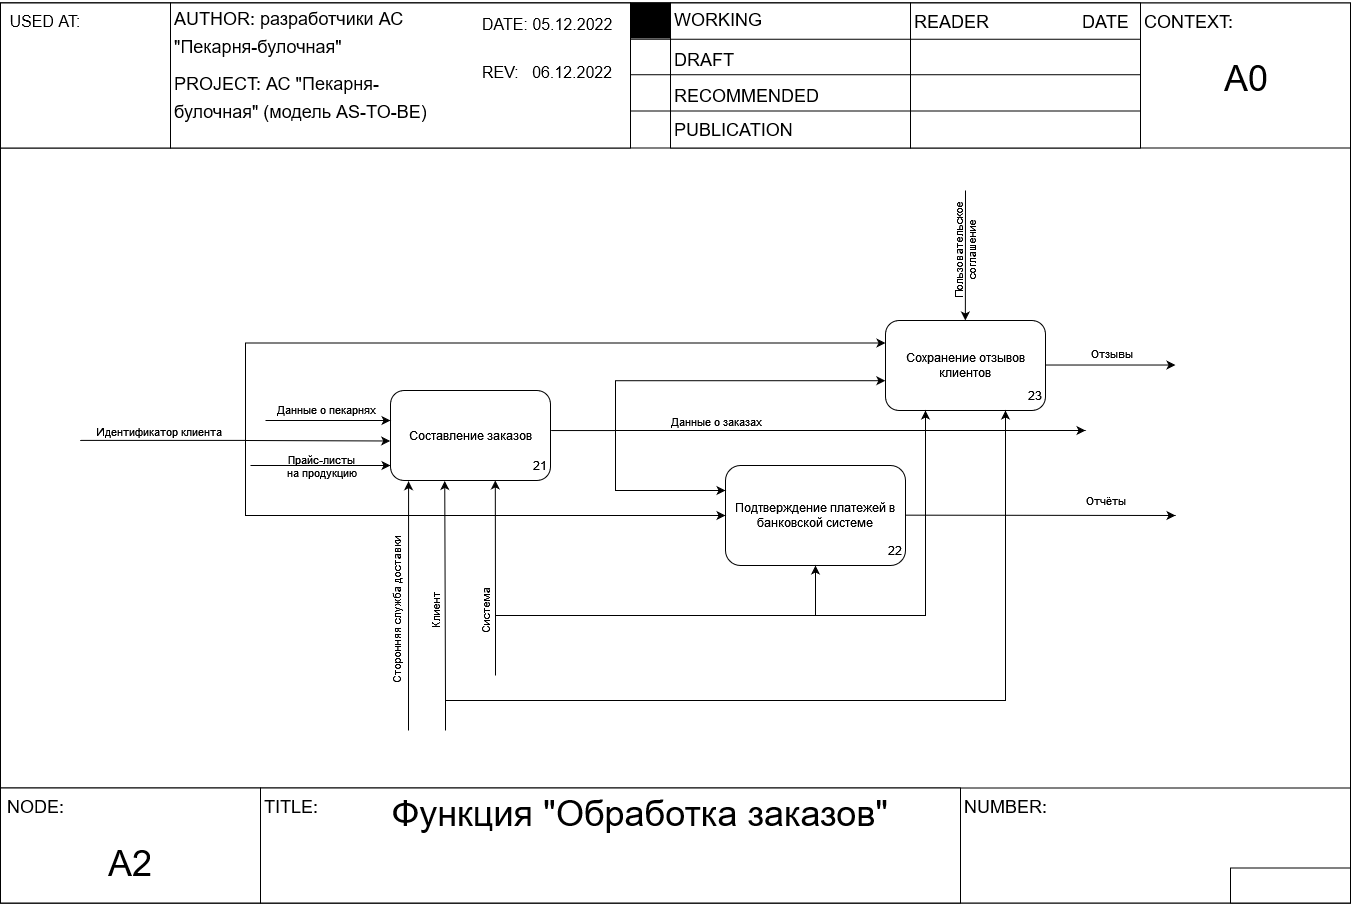 USED AT:
AUTHOR: разработчики АС
"Пекарня-булочная"
PROJECT: АС "Пекарня-
булочная" (модель AS-TO-BE)
DATE: 05.12.2022
REV: 06.12.2022
WORKING
DRAFT
RECOMMENDED
PUBLICATION
READER DATE
CONTEXT:
A0
Пользовательское
соглашение
Сохранение отзывов
клиентов
23
Отзывы
Данные о пекарнях
Идентификатор клиента
Прайс-листы
на продукцию
Составление заказов
21
Данные о заказах
Подтверждение платежей в
банковской системе
22
Отчёты
Сторонняя служба доставки
Клиент
Система
NODE:
A2
TITLE:
Функция "Обработка заказов"
NUMBER: